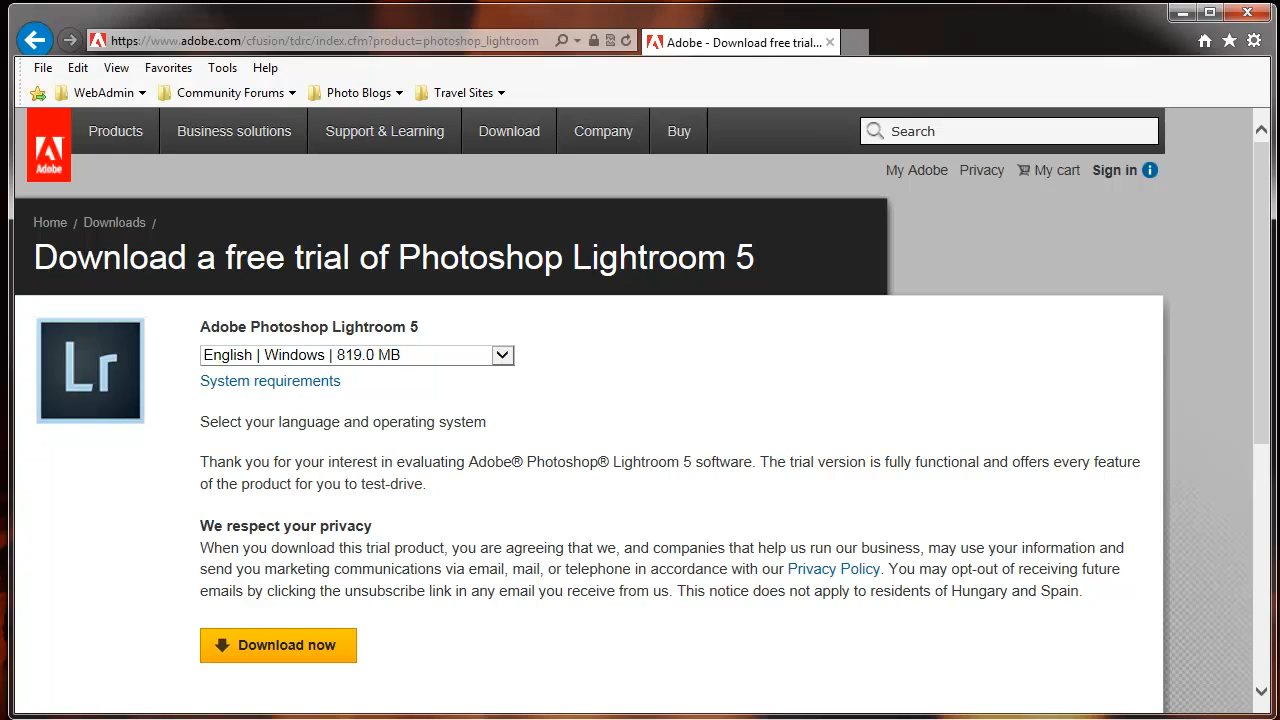 https://www.adobe.com/cfusion/tdrc/index.cfm?product=photoshop_lightroom
Adobe - Download free trial...
File Edit View Favorites Tools Help
WebAdmin Community Forums Photo Blogs Travel Sites
Adobe
Products Business solutions Support & Learning Download Company Buy Search
My Adobe Privacy My cart Sign in
Home / Downloads /
Download a free trial of Photoshop Lightroom 5
Lr
Adobe Photoshop Lightroom 5
English | Windows | 819.0 MB
System requirements
Select your language and operating system
Thank you for your interest in evaluating Adobe® Photoshop® Lightroom 5 software. The trial version is fully functional and offers every feature
of the product for you to test-drive.
We respect your privacy
When you download this trial product, you are agreeing that we, and companies that help us run our business, may use your information and
send you marketing communications via email, mail, or telephone in accordance with our Privacy Policy. You may opt-out of receiving future
emails by clicking the unsubscribe link in any email you receive from us. This notice does not apply to residents of Hungary and Spain.
Download now